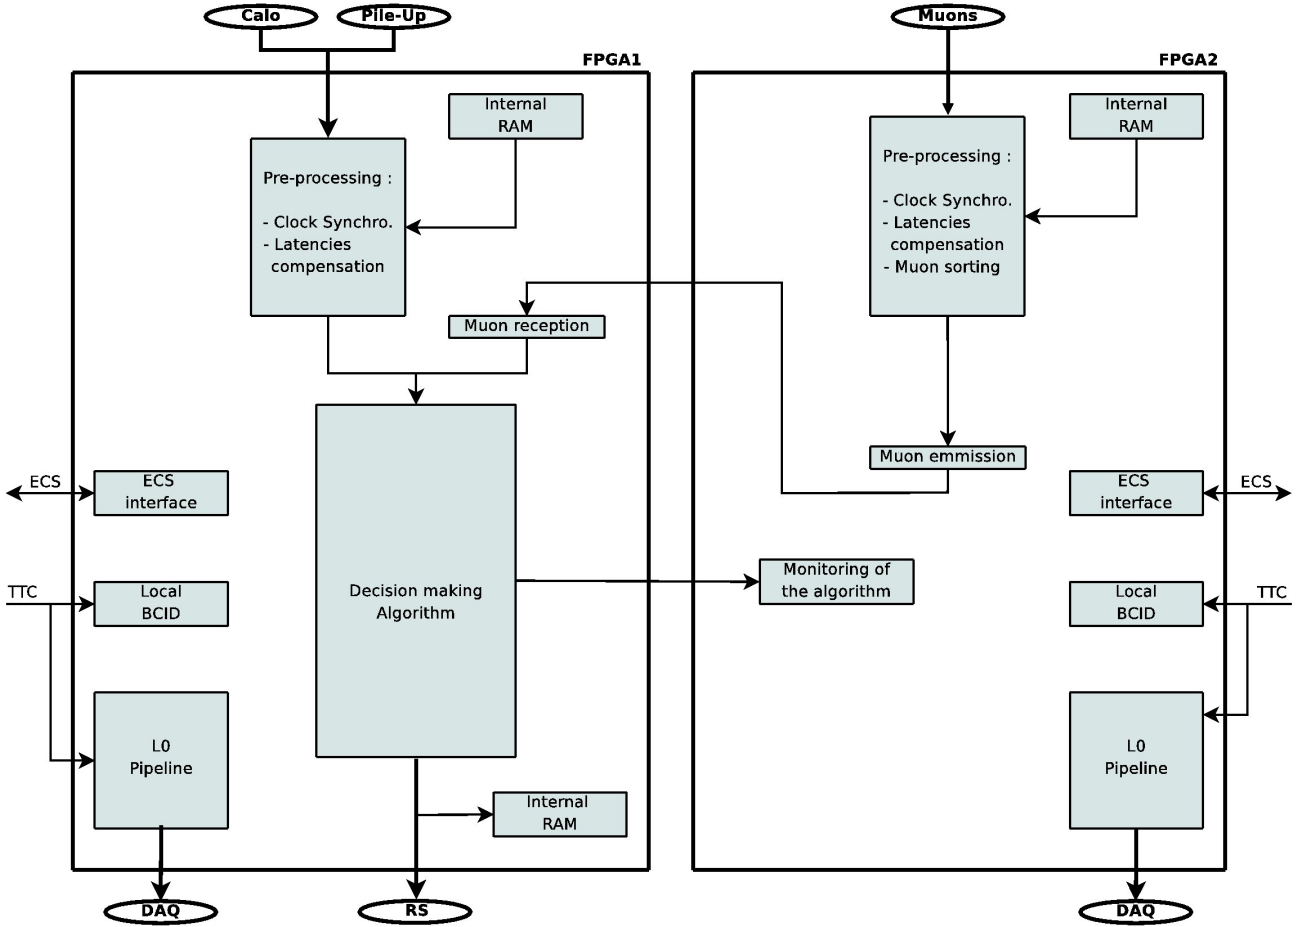 Calo
Pile-Up
Muons
FPGA1
FPGA2
Internal
RAM
Pre-processing :
- Clock Synchro.
- Latencies
compensation
Internal
RAM
Pre-processing :
- Clock Synchro.
- Latencies
compensation
- Muon sorting
Muon reception
Muon emmission
ECS
ECS
interface
ECS
interface
ECS
TTC
Local
BCID
Decision making
Algorithm
Monitoring of
the algorithm
Local
BCID
TTC
L0
Pipeline
L0
Pipeline
Internal
RAM
DAQ
RS
DAQ